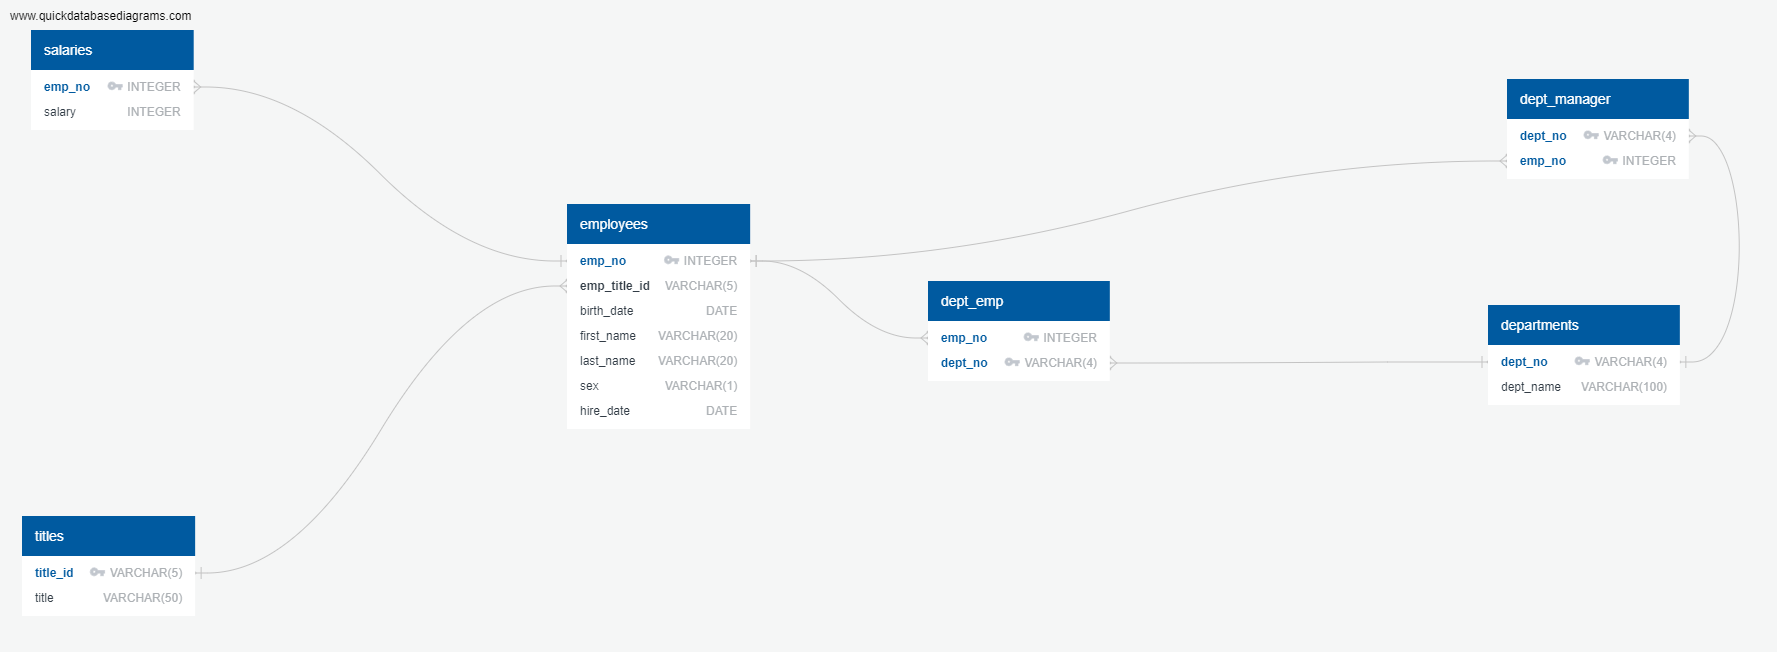 www.quickdatabasediagrams.com
salaries
emp_no INTEGER
salary INTEGER
employees
emp_no INTEGER
emp_title_id VARCHAR(5)
birth_date DATE
first_name VARCHAR(20)
last_name VARCHAR(20)
sex VARCHAR(1)
hire_date DATE
titles
title_id VARCHAR(5)
title VARCHAR(50)
dept_emp
emp_no INTEGER
dept_no VARCHAR(4)
dept_manager
dept_no VARCHAR(4)
emp_no INTEGER
departments
dept_no VARCHAR(4)
dept_name VARCHAR(100)